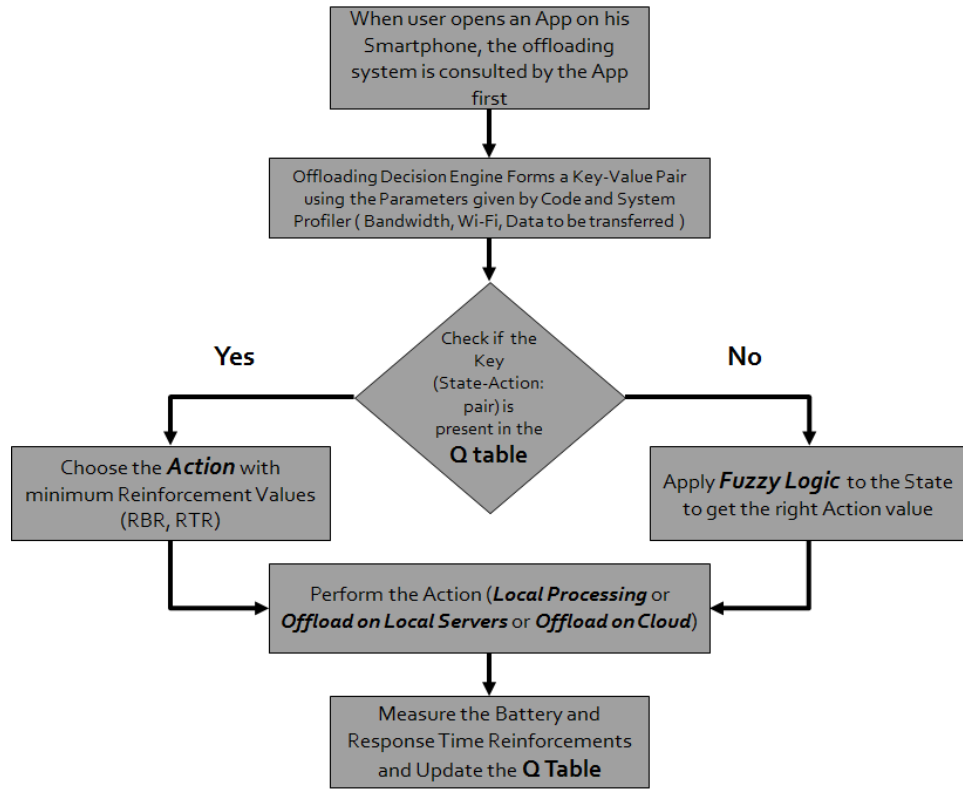 When user opens an App on his
Smartphone, the offloading
system is consulted by the App
first
Offloading Decision Engine Forms a Key-Value Pair
using the Parameters given by Code and System
Profiler ( Bandwidth, Wi-Fi, Data to be transferred )
Check if the
Key
(State-Action:
pair) is
present in the
Q table
Yes
No
Choose the Action with
minimum Reinforcement Values
(RBR, RTR)
Apply Fuzzy Logic to the State
to get the right Action value
Perform the Action (Local Processing or
Offload on Local Servers or Offload on Cloud)
Measure the Battery and
Response Time Reinforcements
and Update the Q Table